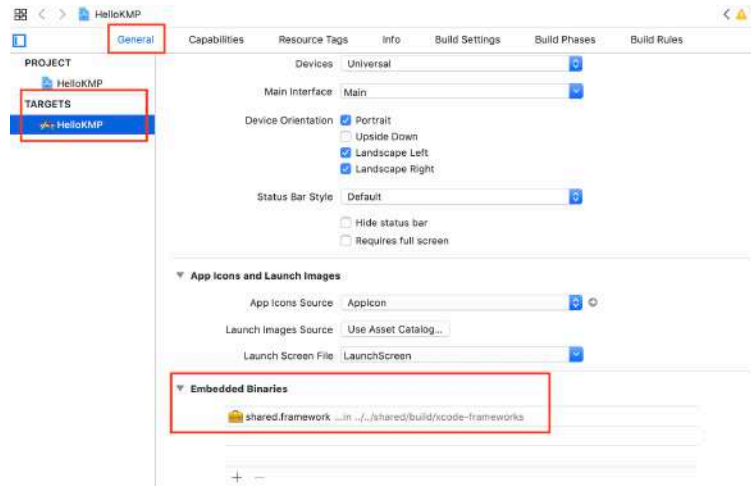 HelloKMP
General Capabilities Resource Tags Info Build Settings Build Phases Build Rules
PROJECT
HelloKMP
TARGETS
HelloKMP
Devices Universal
Main Interface Main
Device Orientation Portrait
Upside Down
Landscape Left
Landscape Right
Status Bar Style Default
Hide status bar
Requires full screen
App Icons and Launch Images
App Icons Source AppIcon
Launch Images Source Use Asset Catalog...
Launch Screen File LaunchScreen
Embedded Binaries
shared.framework ...in ../../shared/build/xcode-frameworks